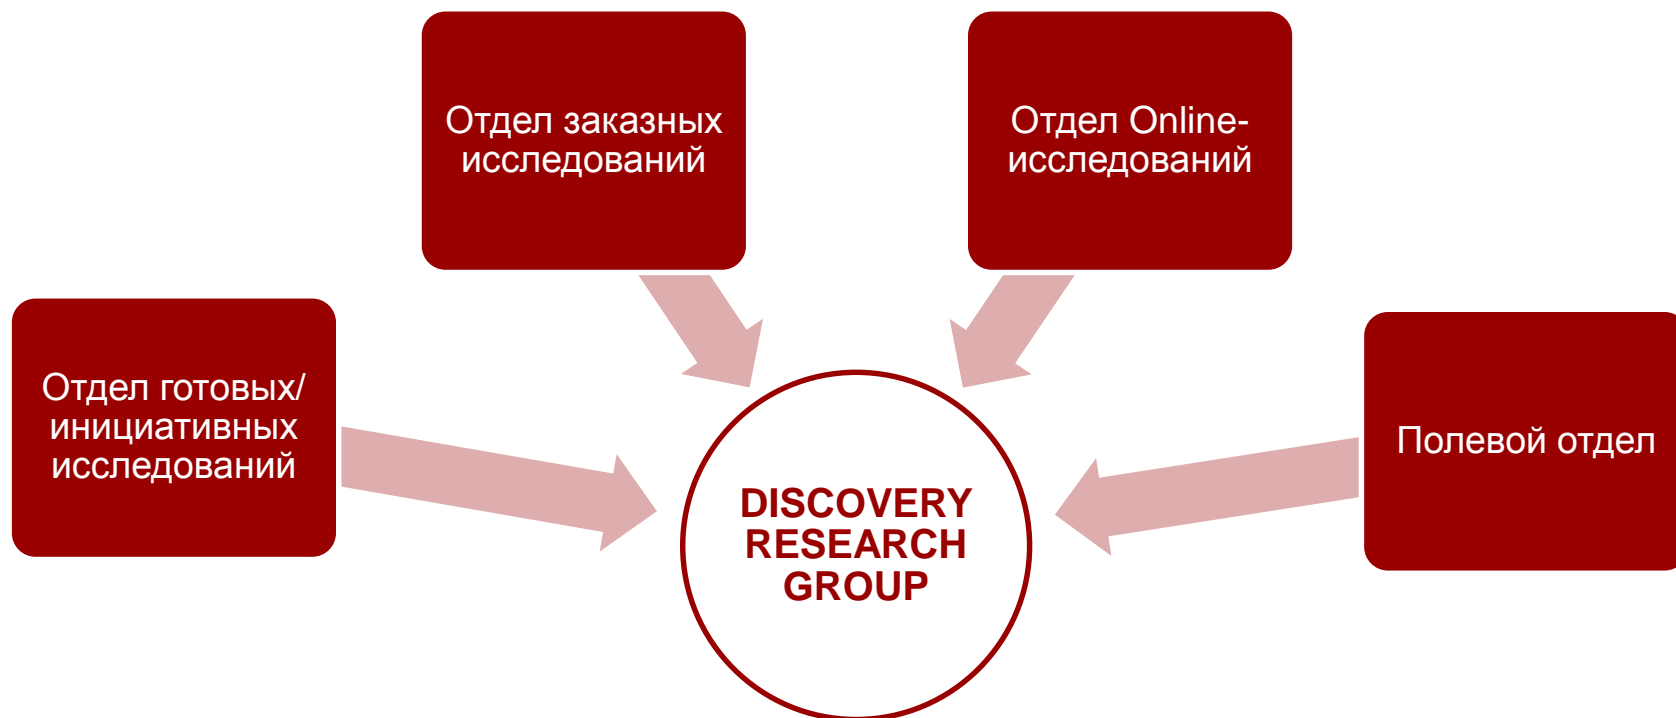 Отдел заказных
исследований
Отдел Online-
исследований
Отдел готовых/
инициативных
исследований
Полевой отдел
DISCOVERY
RESEARCH
GROUP